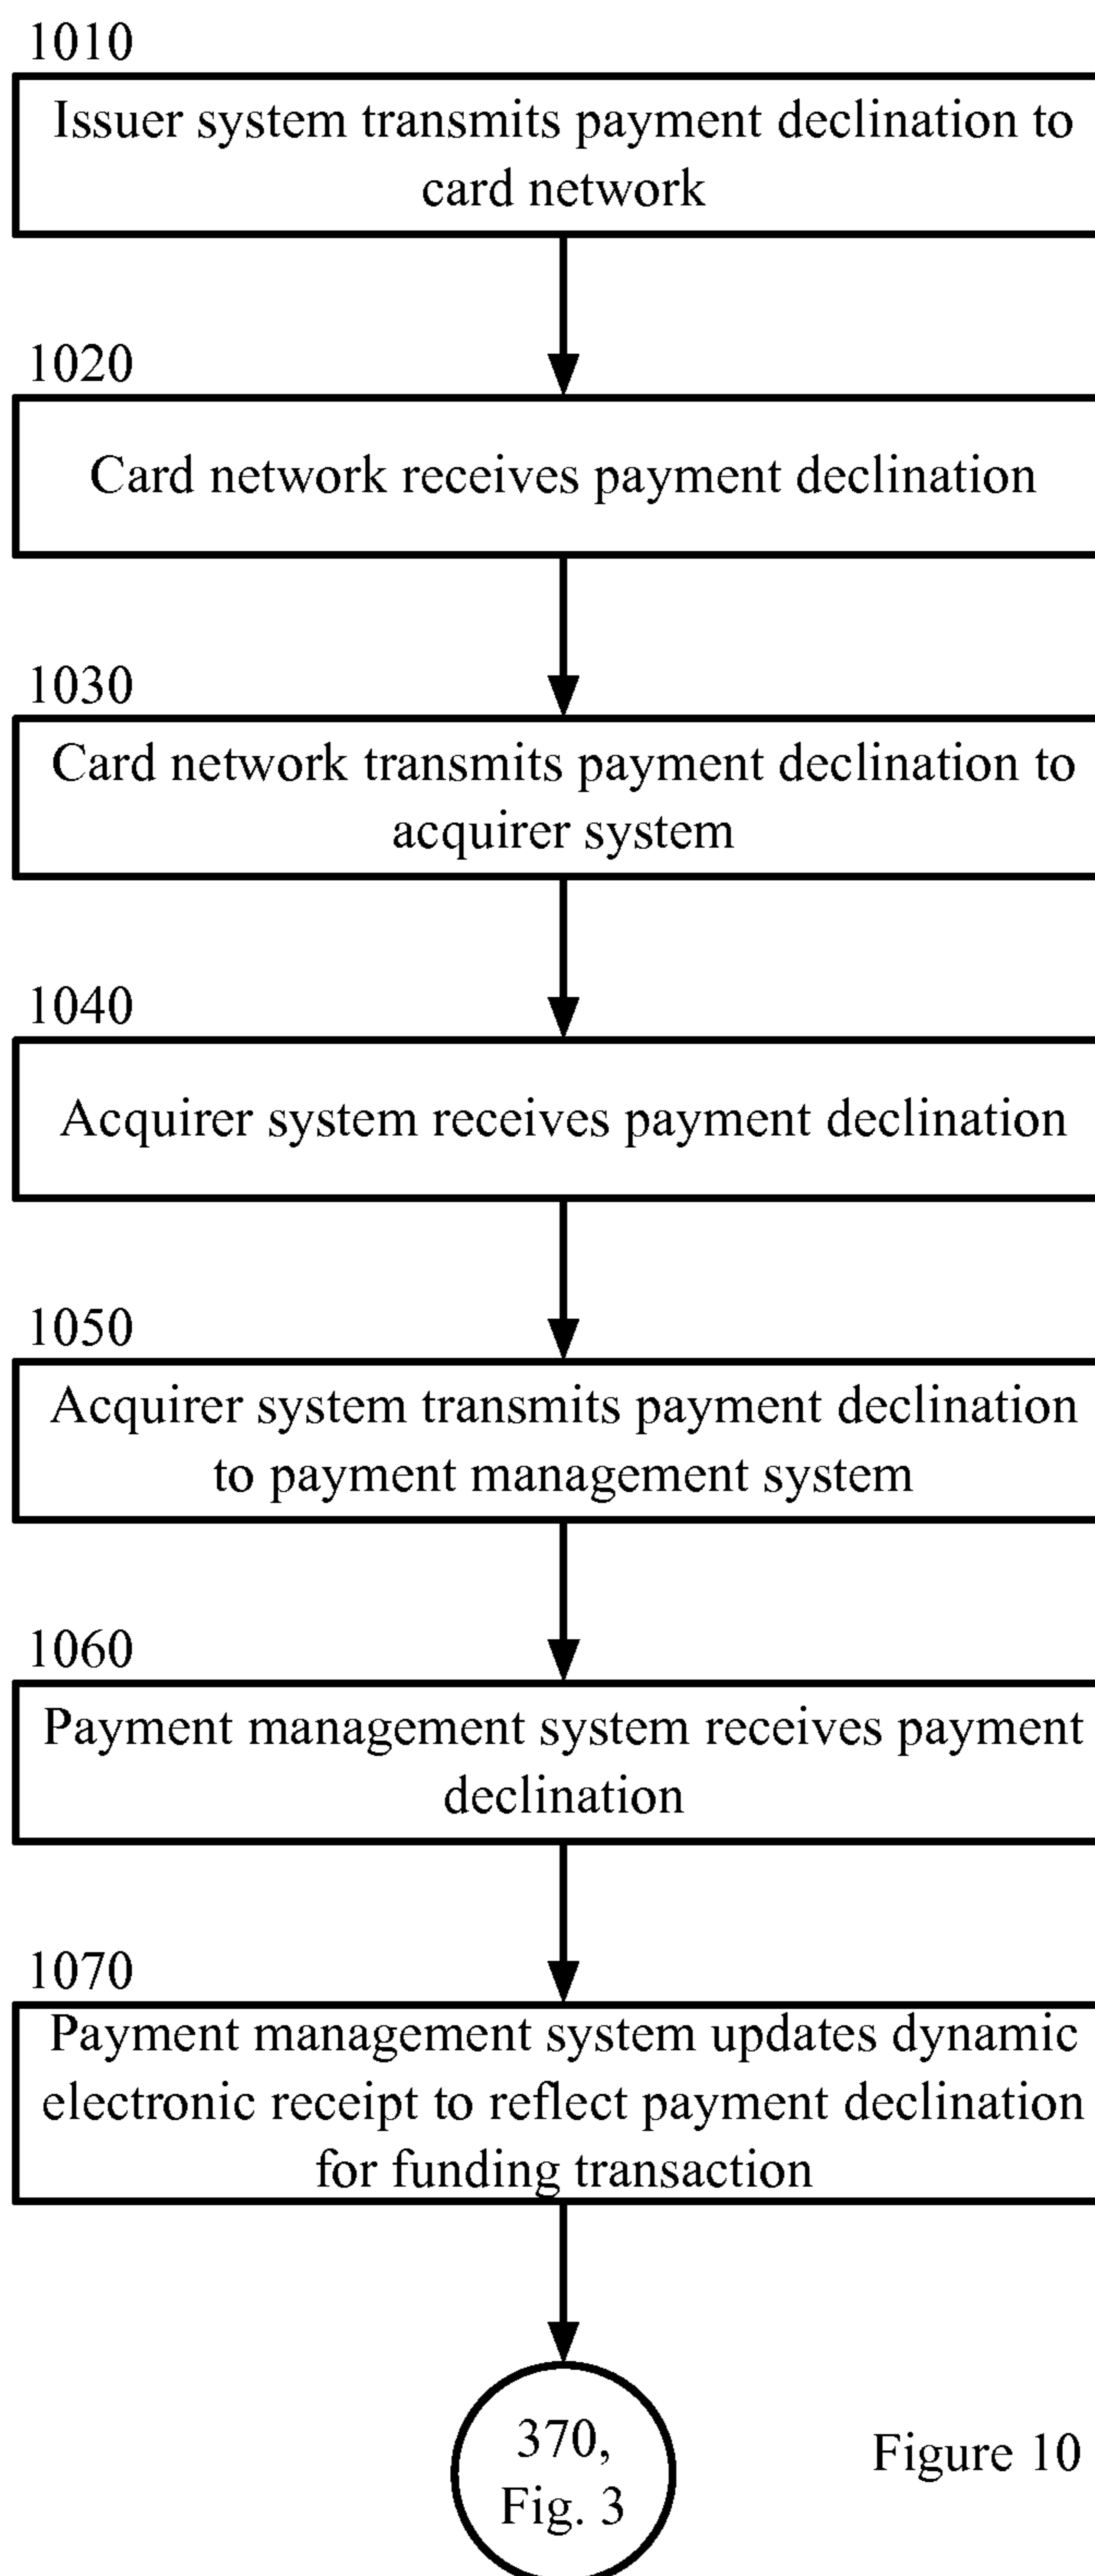 1010
Issuer system transmits payment declination to
card network
1020
Card network receives payment declination
1030
Card network transmits payment declination to
acquirer system
1040
Acquirer system receives payment declination
1050
Acquirer system transmits payment declination
to payment management system
1060
Payment management system receives payment
declination
1070
Payment management system updates dynamic
electronic receipt to reflect payment declination
for funding transaction
370,
Fig. 3
Figure 10